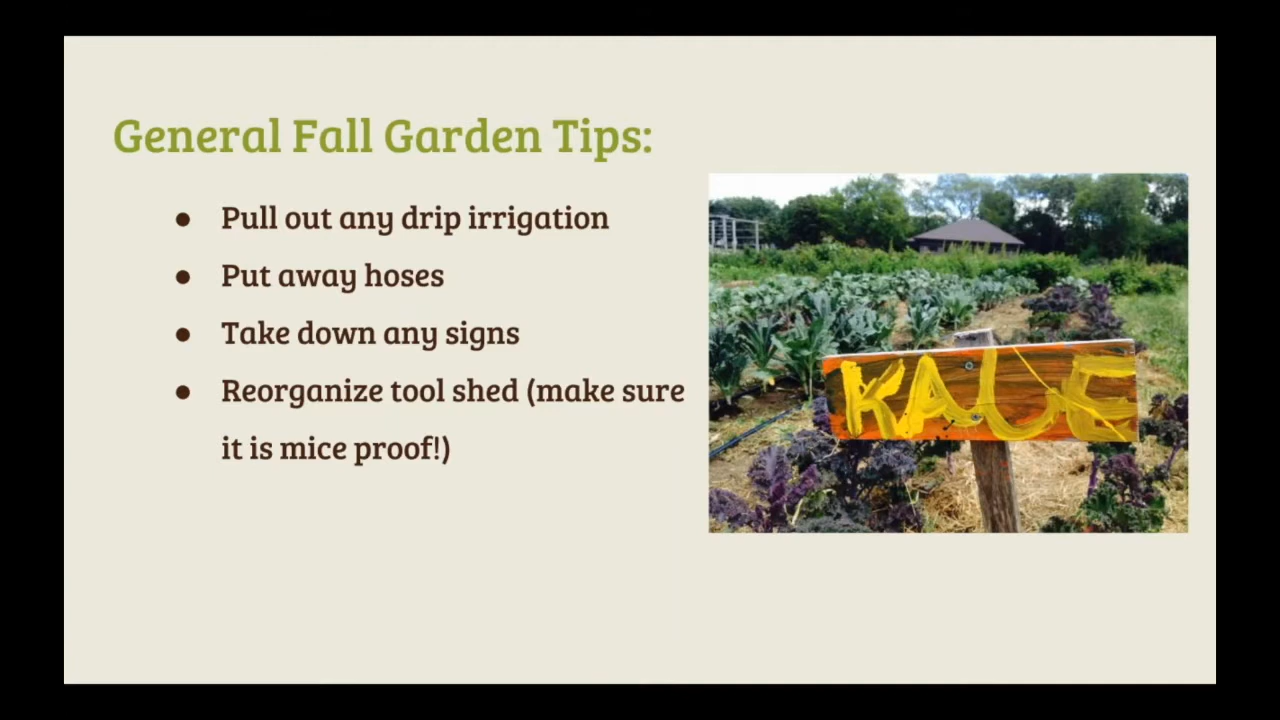 General Fall Garden Tips:
● Pull out any drip irrigation
● Put away hoses
● Take down any signs
● Reorganize tool shed (make sure
it is mice proof!)
KALE